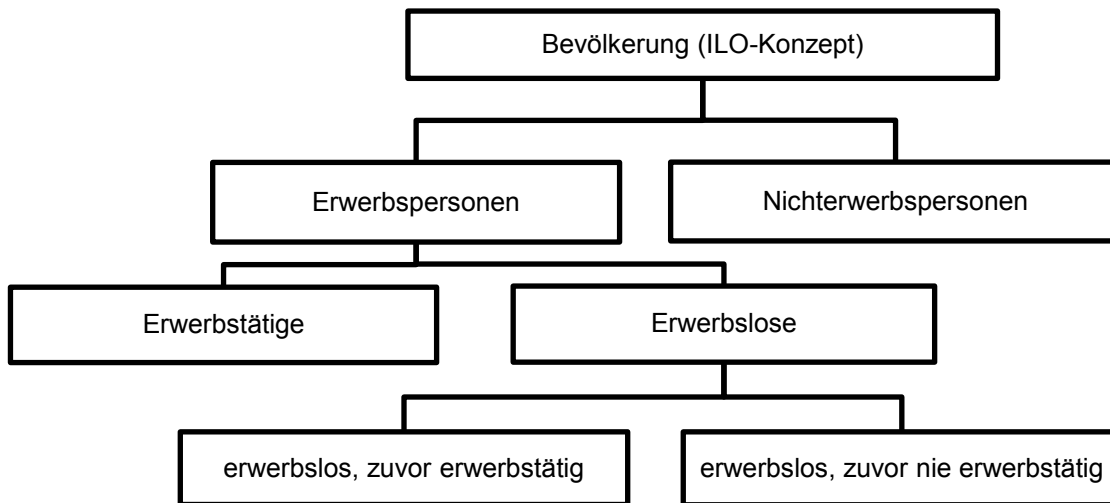 Bevölkerung (ILO-Konzept)
Erwerbspersonen
Nichterwerbspersonen
Erwerbstätige
Erwerbslose
erwerbslos, zuvor erwerbstätig
erwerbslos, zuvor nie erwerbstätig